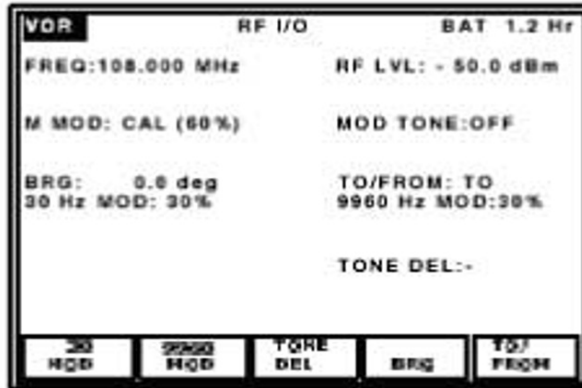 VOR RF I/O BAT 1.2 Hr
FREQ:108.000 MHz RF LVL: - 50.0 dBm
M MOD: CAL (60%) MOD TONE:OFF
BRG: 0.0 deg TO/FROM: TO
30 Hz MOD: 30% 9960 Hz MOD:30%
TONE DEL:-
30 MOD
9960 MOD
TONE DEL
BRG
TO/ FROM